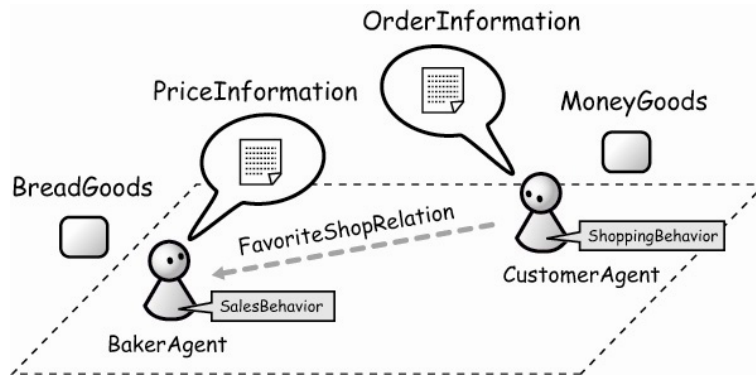 OrderInformation
PriceInformation
MoneyGoods
BreadGoods
FavoriteShopRelation
ShoppingBehavior
CustomerAgent
SalesBehavior
BakerAgent